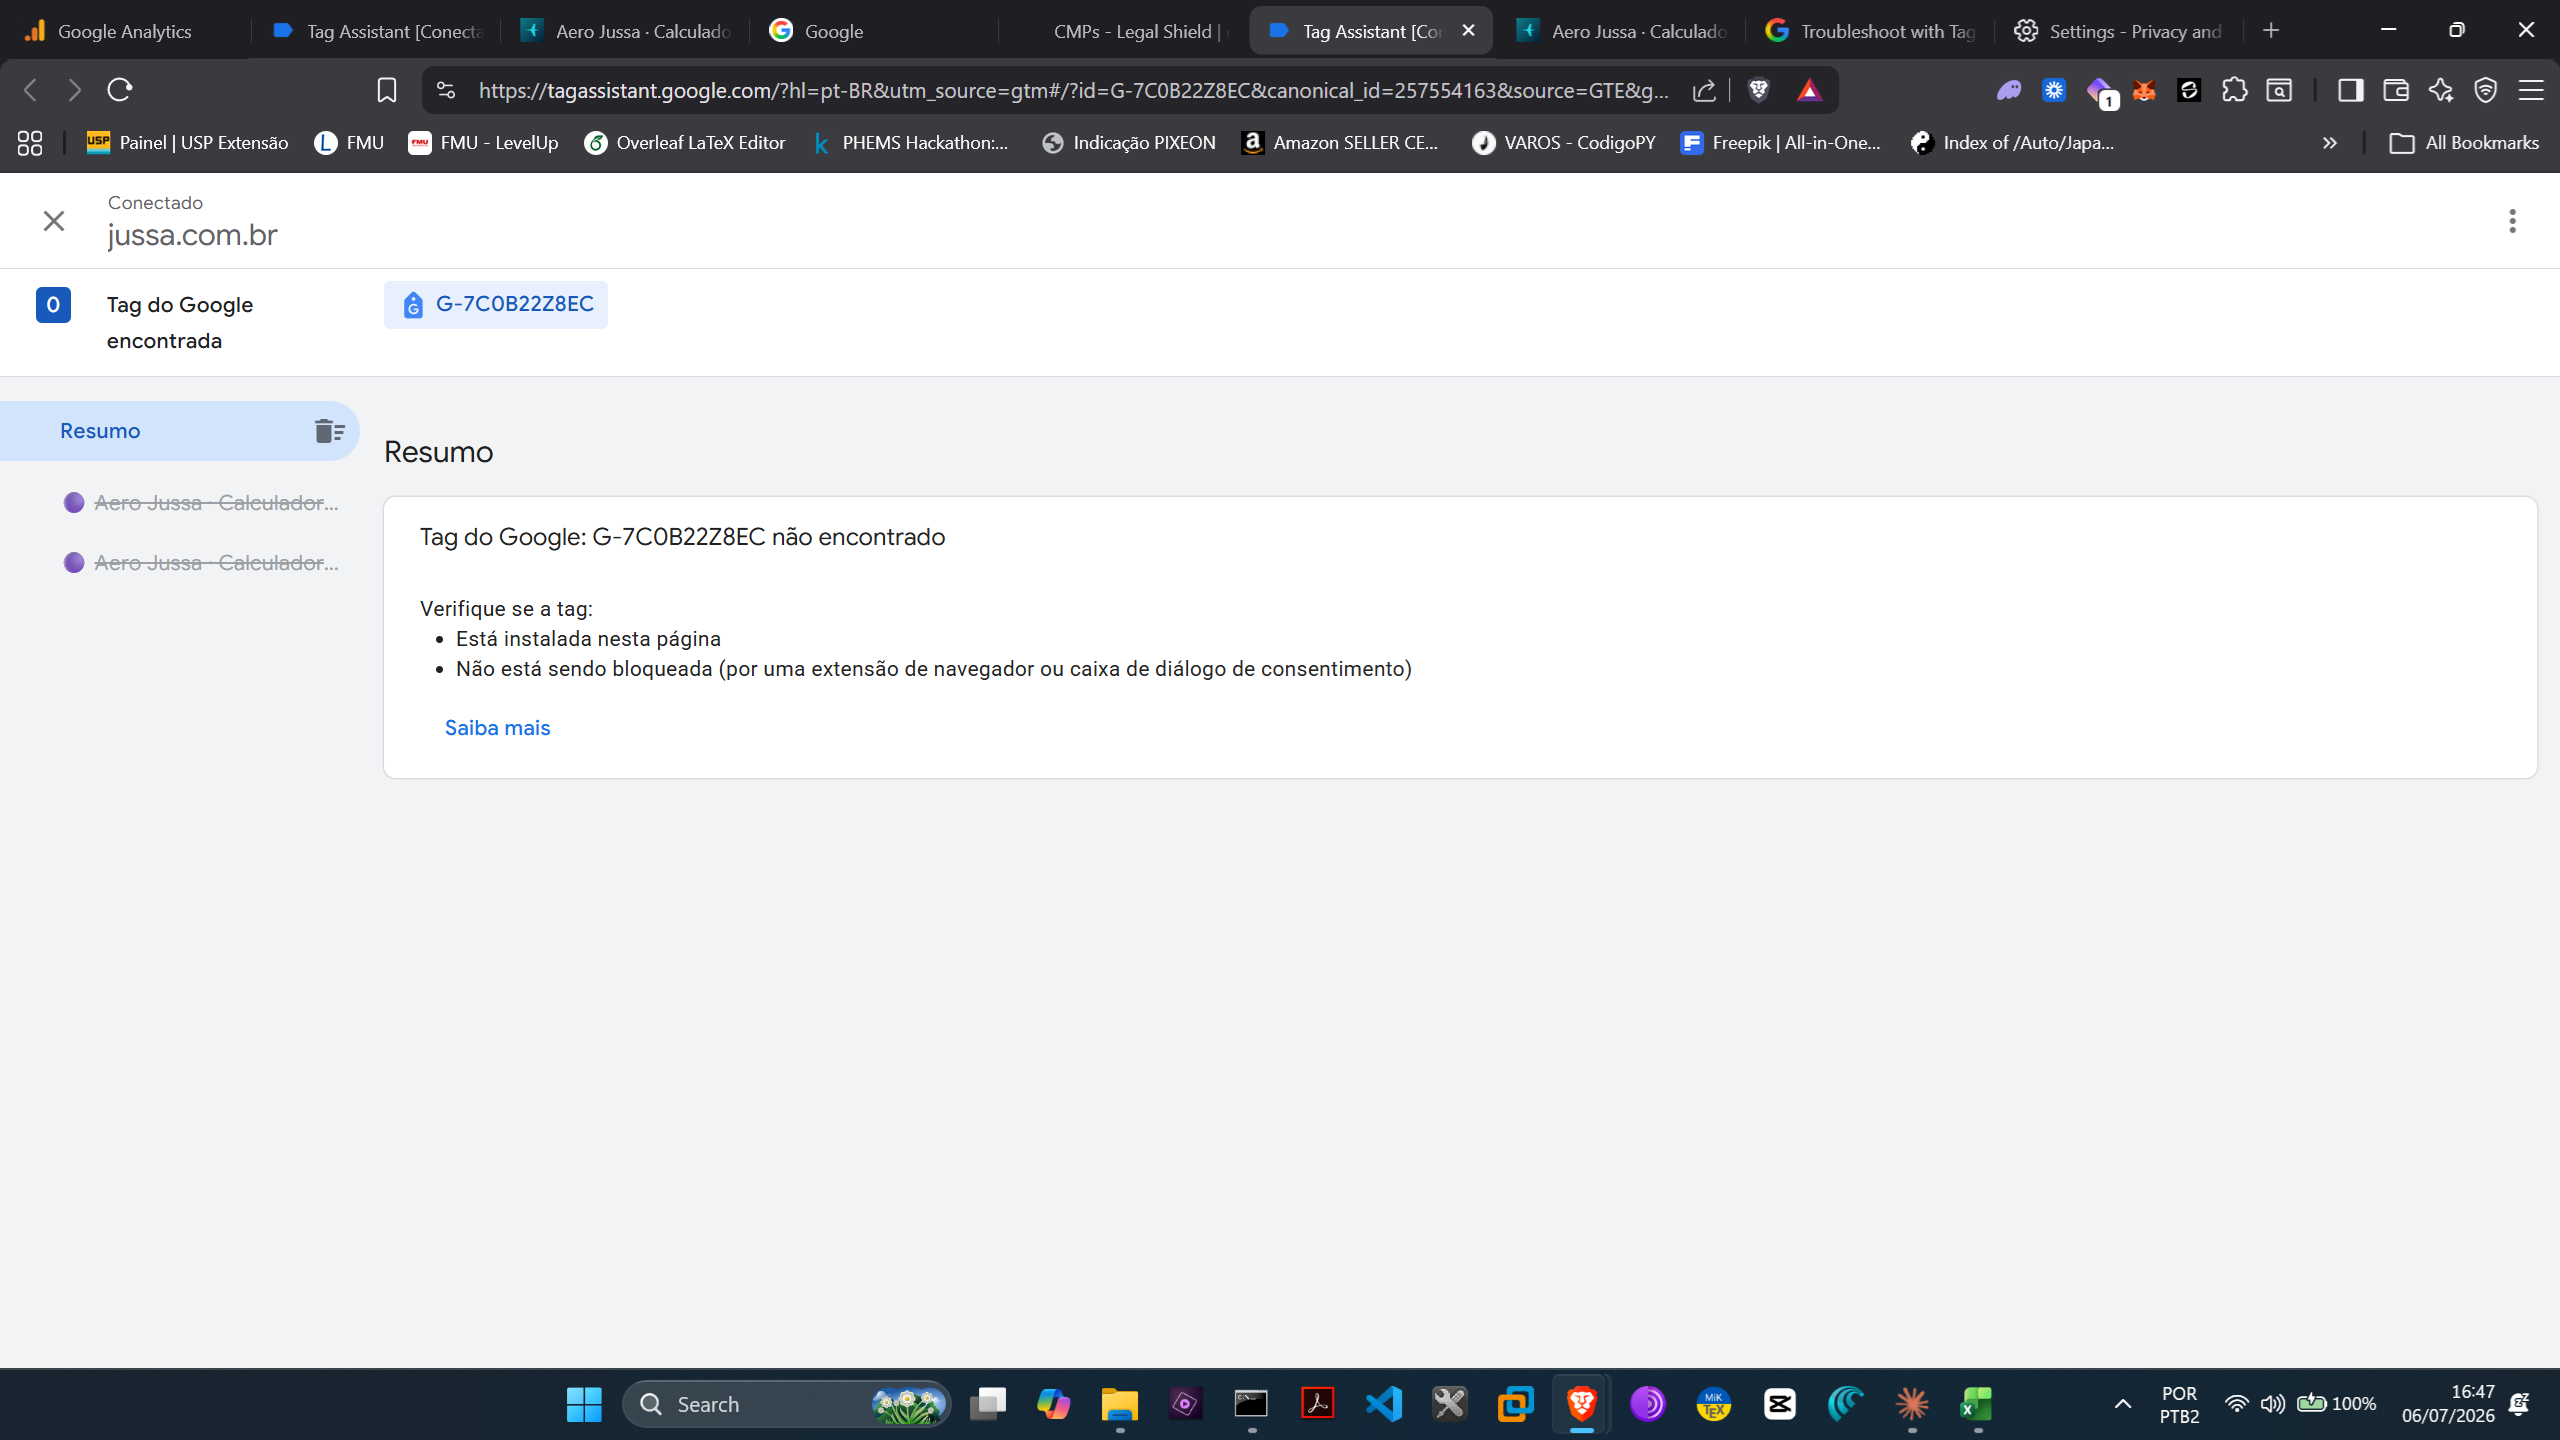 Google Analytics
Tag Assistant [Conecta
Aero Jussa · Calculado
Google
CMPs - Legal Shield |
Tag Assistant [Co
Aero Jussa · Calculado
Troubleshoot with Tag
Settings - Privacy and
https://tagassistant.google.com/?hl=pt-BR&utm_source=gtm#/?id=G-7C0B22Z8EC&canonical_id=257554163&source=GTE&g...
1
USP
Painel | USP Extensão
FMU
FMU - LevelUp
Overleaf LaTeX Editor
PHEMS Hackathon:...
Indicação PIXEON
Amazon SELLER CE...
VAROS - CodigoPY
Freepik | All-in-One...
Index of /Auto/Japa...
All Bookmarks
Conectado
jussa.com.br
0
Tag do Google
encontrada
G-7C0B22Z8EC
Resumo
Aero Jussa · Calculador...
Aero Jussa · Calculador...
Resumo
Tag do Google: G-7C0B22Z8EC não encontrado
Verifique se a tag:
• Está instalada nesta página
• Não está sendo bloqueada (por uma extensão de navegador ou caixa de diálogo de consentimento)
Saiba mais
Search
MiK
TEX
POR
PTB2
100%
16:47
06/07/2026